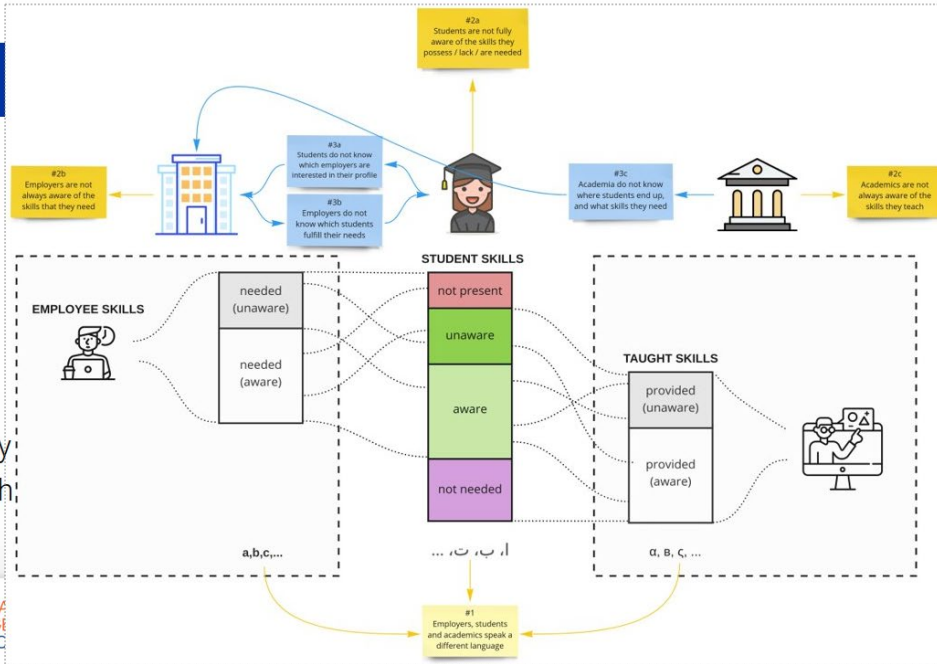 #2a
Students are not fully
aware of the skills they
possess / lack / are needed
#3a
Students do not know
which employers are
interested in their profile
#2b
Employers are not
always aware of the
skills that they need
#3b
Employers do not
know which students
fulfill their needs
#3c
Academia do not know
where students end up,
and what skills they need
#2c
Academics are not
always aware of the
skills they teach
STUDENT SKILLS
EMPLOYEE SKILLS
needed
(unaware)
needed
(aware)
not present
unaware
aware
not needed
TAUGHT SKILLS
provided
(unaware)
provided
(aware)
y
h
a,b,c,...
ا، ب، ت، ...
α, в, ς, ...
#1
Employers, students
and academics speak a
different language